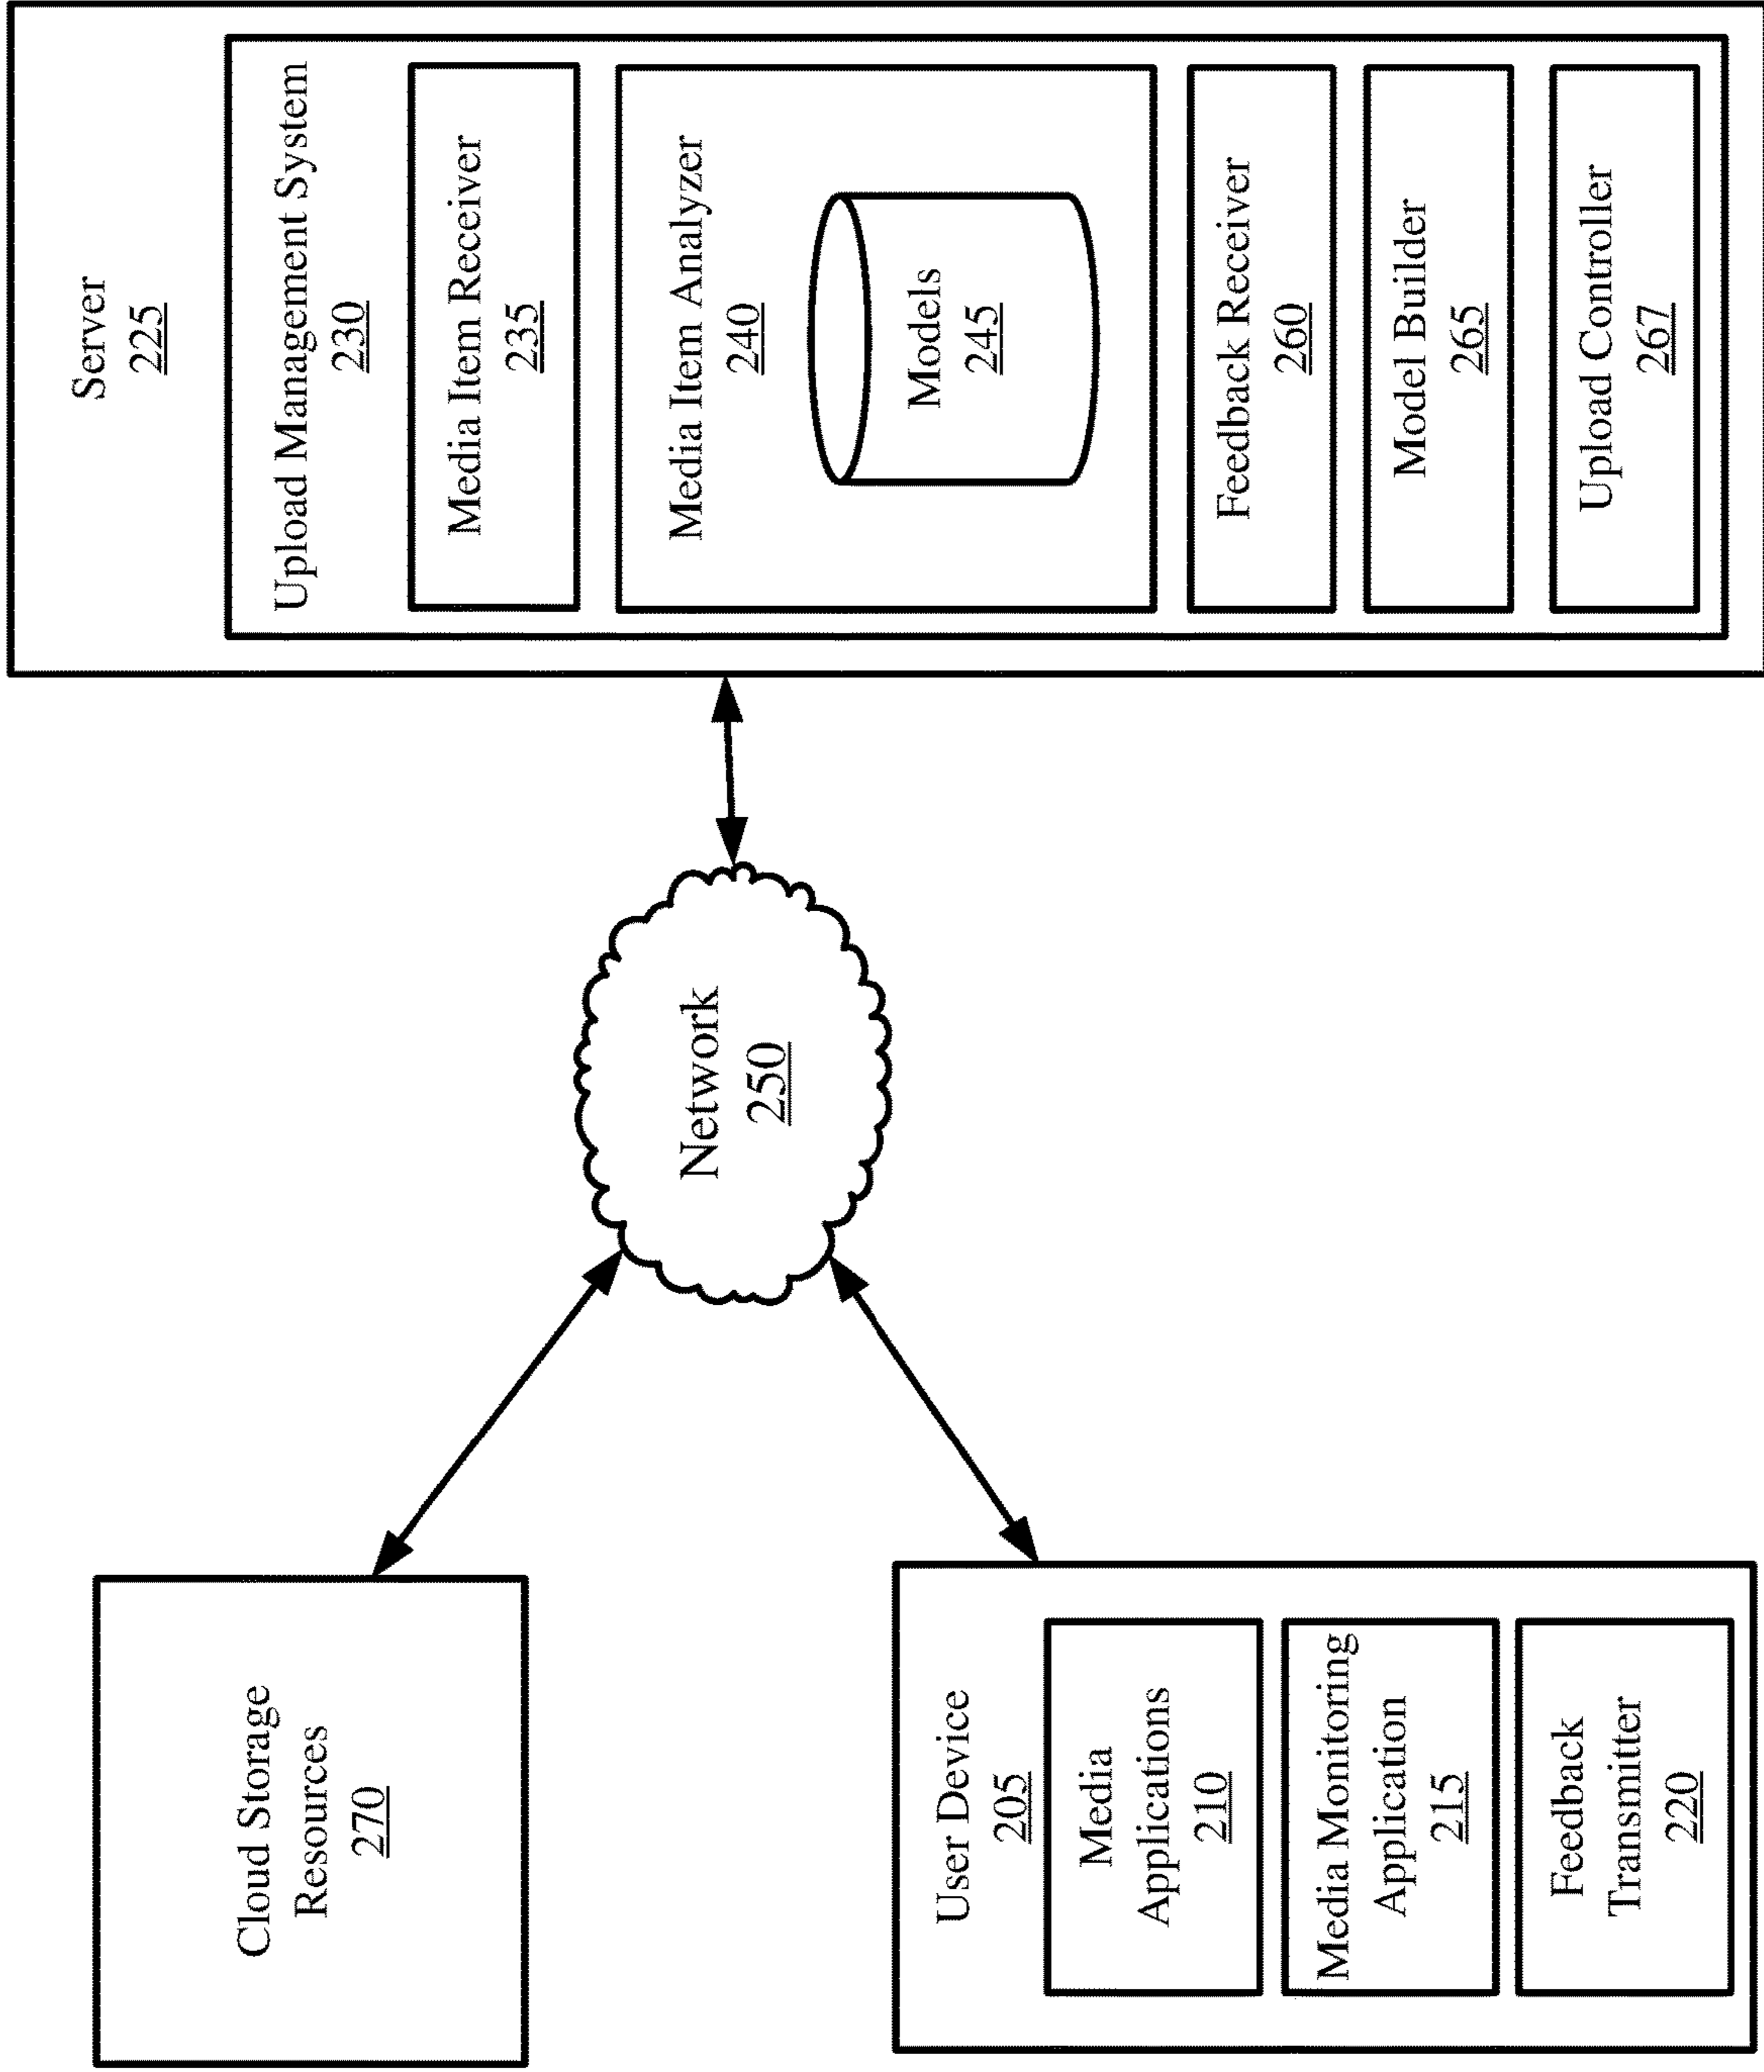 Cloud Storage
Resources
270
User Device
205
Media
Applications
210
Media Monitoring
Application
215
Feedback
Transmitter
220
Network
250
Server
225
Upload Management System
230
Media Item Receiver
235
Media Item Analyzer
240
Models
245
Feedback Receiver
260
Model Builder
265
Upload Controller
267